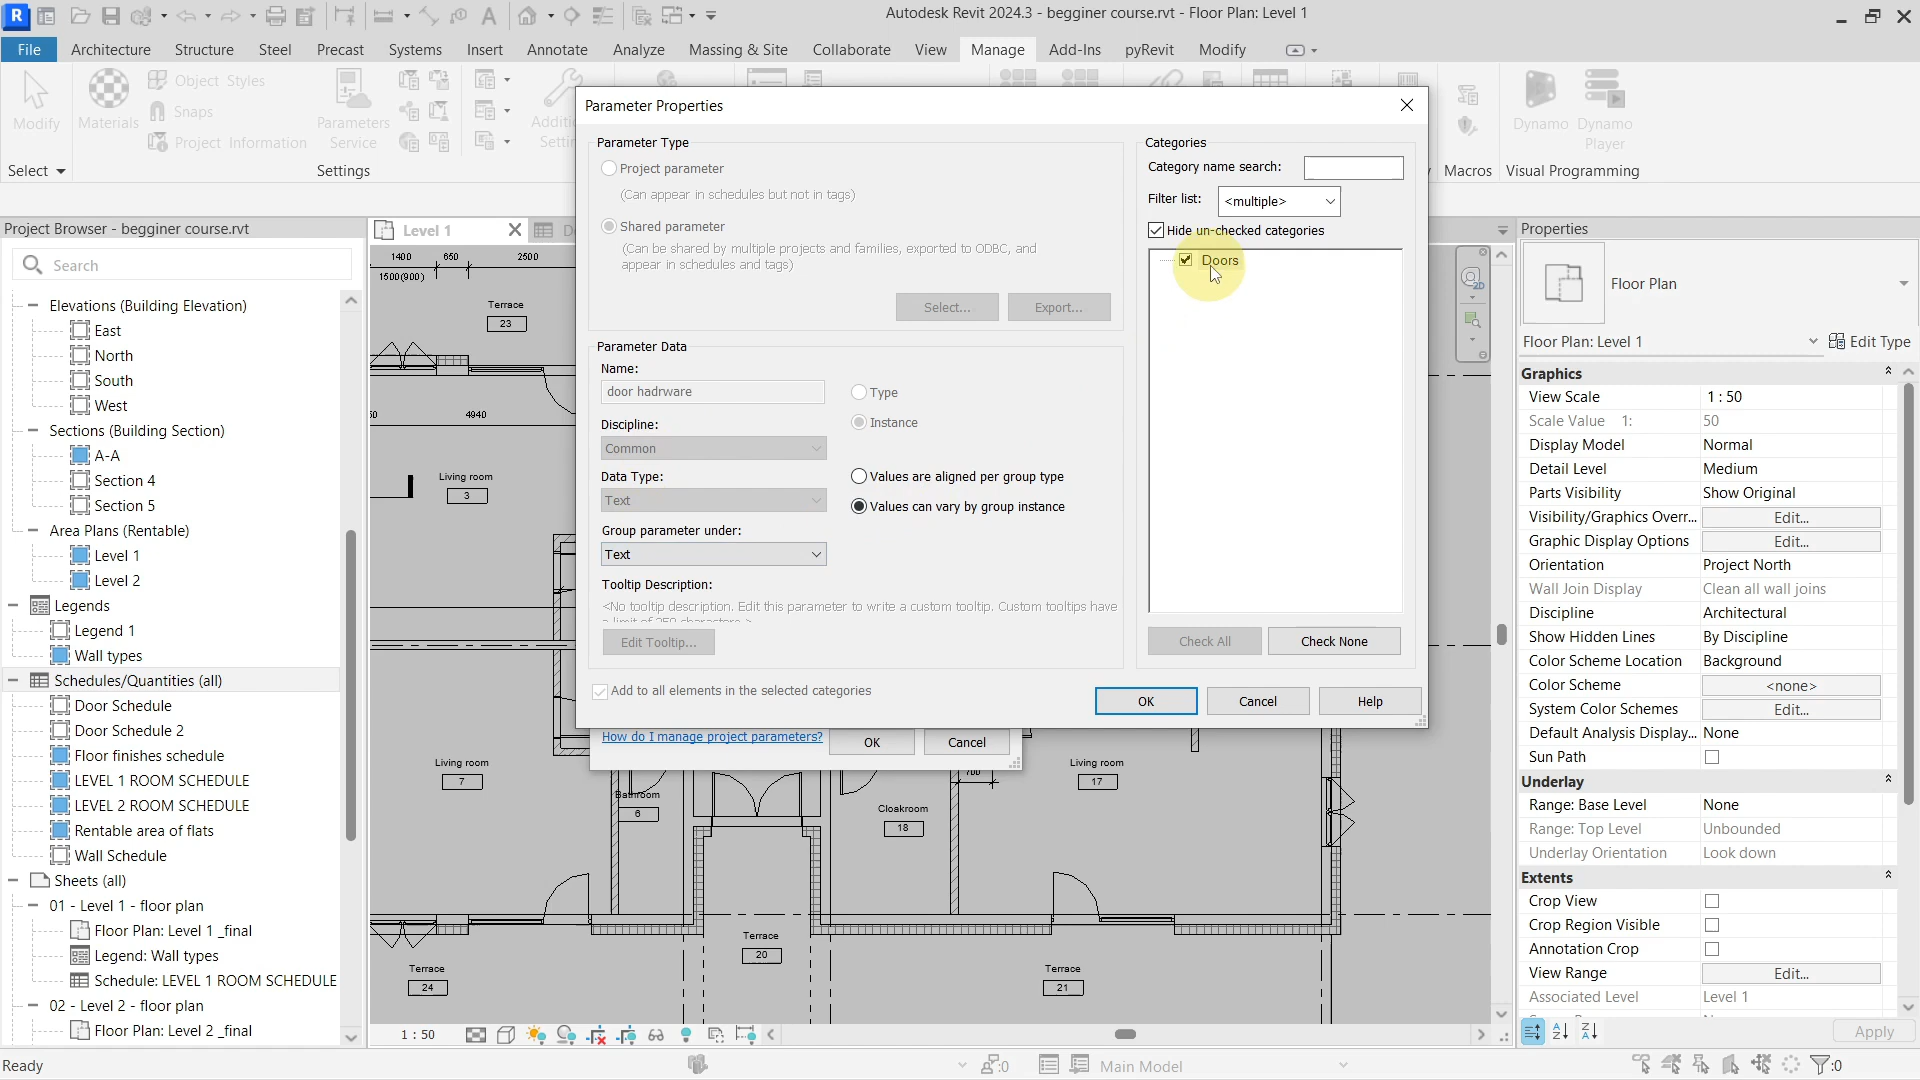 Autodesk Revit 2024.3 - begginer course.rvt - Floor Plan: Level 1
File Architecture Structure Steel Precast Systems Insert Annotate Analyze Massing & Site Collaborate View Manage Add-Ins pyRevit Modify
Modify
Materials
Object Styles
Snaps
Project Information
Parameters Service
Dynamo
Dynamo Player
Select
Settings
Macros
Visual Programming
Project Browser - begginer course.rvt
Search
Elevations (Building Elevation)
East
North
South
West
Sections (Building Section)
A-A
Section 4
Section 5
Area Plans (Rentable)
Level 1
Level 2
Legends
Legend 1
Wall types
Schedules/Quantities (all)
Door Schedule
Door Schedule 2
Floor finishes schedule
LEVEL 1 ROOM SCHEDULE
LEVEL 2 ROOM SCHEDULE
Rentable area of flats
Wall Schedule
Sheets (all)
01 - Level 1 - floor plan
Floor Plan: Level 1 _final
Legend: Wall types
Schedule: LEVEL 1 ROOM SCHEDULE
02 - Level 2 - floor plan
Floor Plan: Level 2 _final
Ready
Level 1
1400 650 2500
1500(900)
Terrace
23
4940
Living room
3
Living room
7
Bathroom
6
Cloakroom
18
Living room
17
700
Terrace
20
Terrace
24
Terrace
21
Parameter Properties
Parameter Type
Project parameter
(Can appear in schedules but not in tags)
Shared parameter
(Can be shared by multiple projects and families, exported to ODBC, and
appear in schedules and tags)
Select...
Export...
Parameter Data
Name:
door hadrware
Type
Discipline:
Instance
Common
Data Type:
Values are aligned per group type
Text
Values can vary by group instance
Group parameter under:
Text
Tooltip Description:
<No tooltip description. Edit this parameter to write a custom tooltip. Custom tooltips have
Edit Tooltip...
Add to all elements in the selected categories
Categories
Category name search:
Filter list: <multiple>
Hide un-checked categories
Doors
Check All
Check None
OK
Cancel
Help
How do I manage project parameters?
OK
Cancel
1 : 50
:0
Main Model
:0
Properties
Floor Plan
Floor Plan: Level 1
Edit Type
Graphics
View Scale 1 : 50
Scale Value 1: 50
Display Model Normal
Detail Level Medium
Parts Visibility Show Original
Visibility/Graphics Overr... Edit...
Graphic Display Options Edit...
Orientation Project North
Wall Join Display Clean all wall joins
Discipline Architectural
Show Hidden Lines By Discipline
Color Scheme Location Background
Color Scheme <none>
System Color Schemes Edit...
Default Analysis Display... None
Sun Path
Underlay
Range: Base Level None
Range: Top Level Unbounded
Underlay Orientation Look down
Extents
Crop View
Crop Region Visible
Annotation Crop
View Range Edit...
Associated Level Level 1
Apply